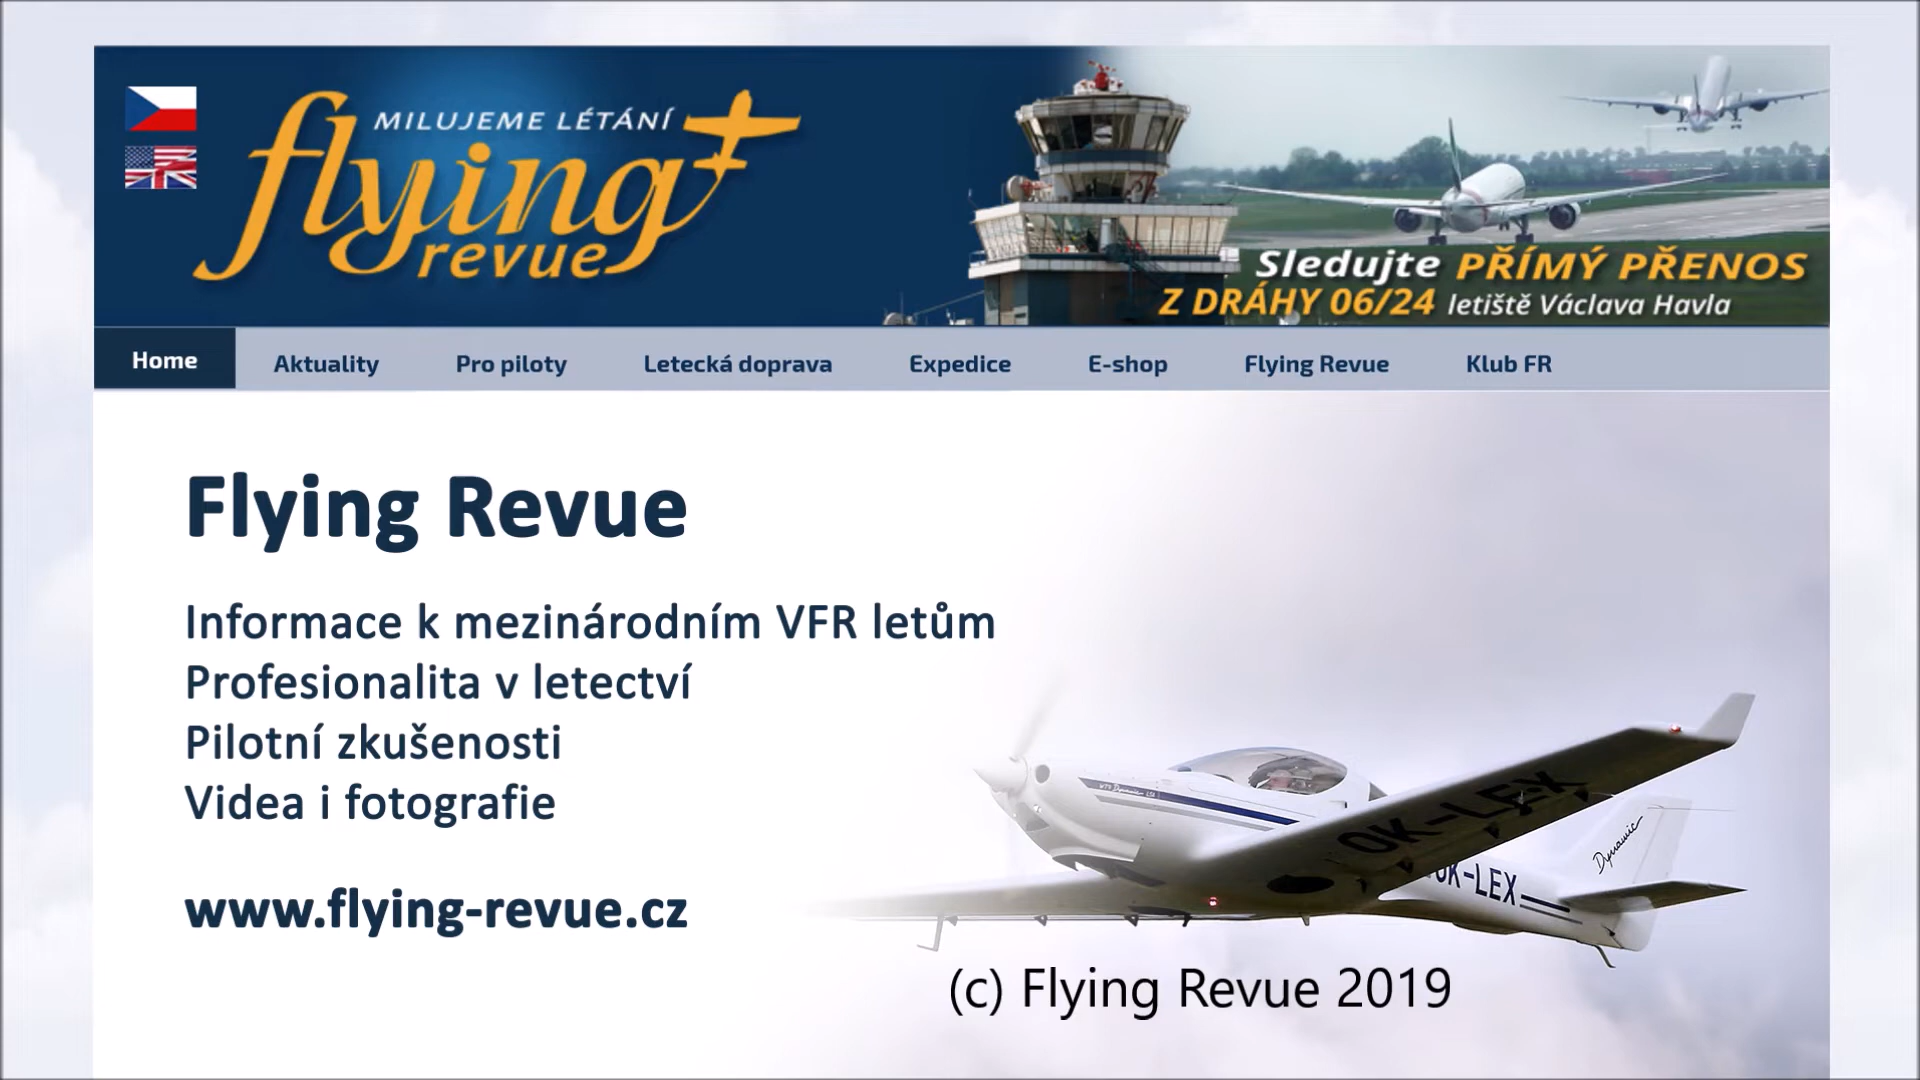 MILUJEME LÉTÁNÍ
flying
revue
Sledujte PŘÍMÝ PŘENOS
Z DRÁHY 06/24 letiště Václava Havla
Home
Aktuality
Pro piloty
Letecká doprava
Expedice
E-shop
Flying Revue
Klub FR
Flying Revue
Informace k mezinárodním VFR letům
Profesionalita v letectví
Pilotní zkušenosti
Videa i fotografie
www.flying-revue.cz
OK-LEX
Dynamic
OK-LEX
(c) Flying Revue 2019